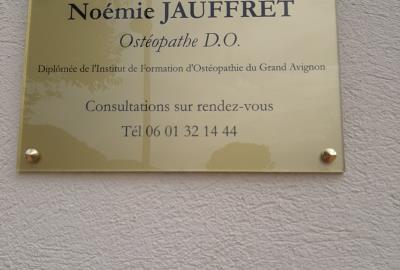 Noémie JAUFFRET
Ostéopathe D.O.
Diplômée de l'Institut de Formation d'Ostéopathie du Grand Avignon
Consultations sur rendez-vous
Tél 06 01 32 14 44